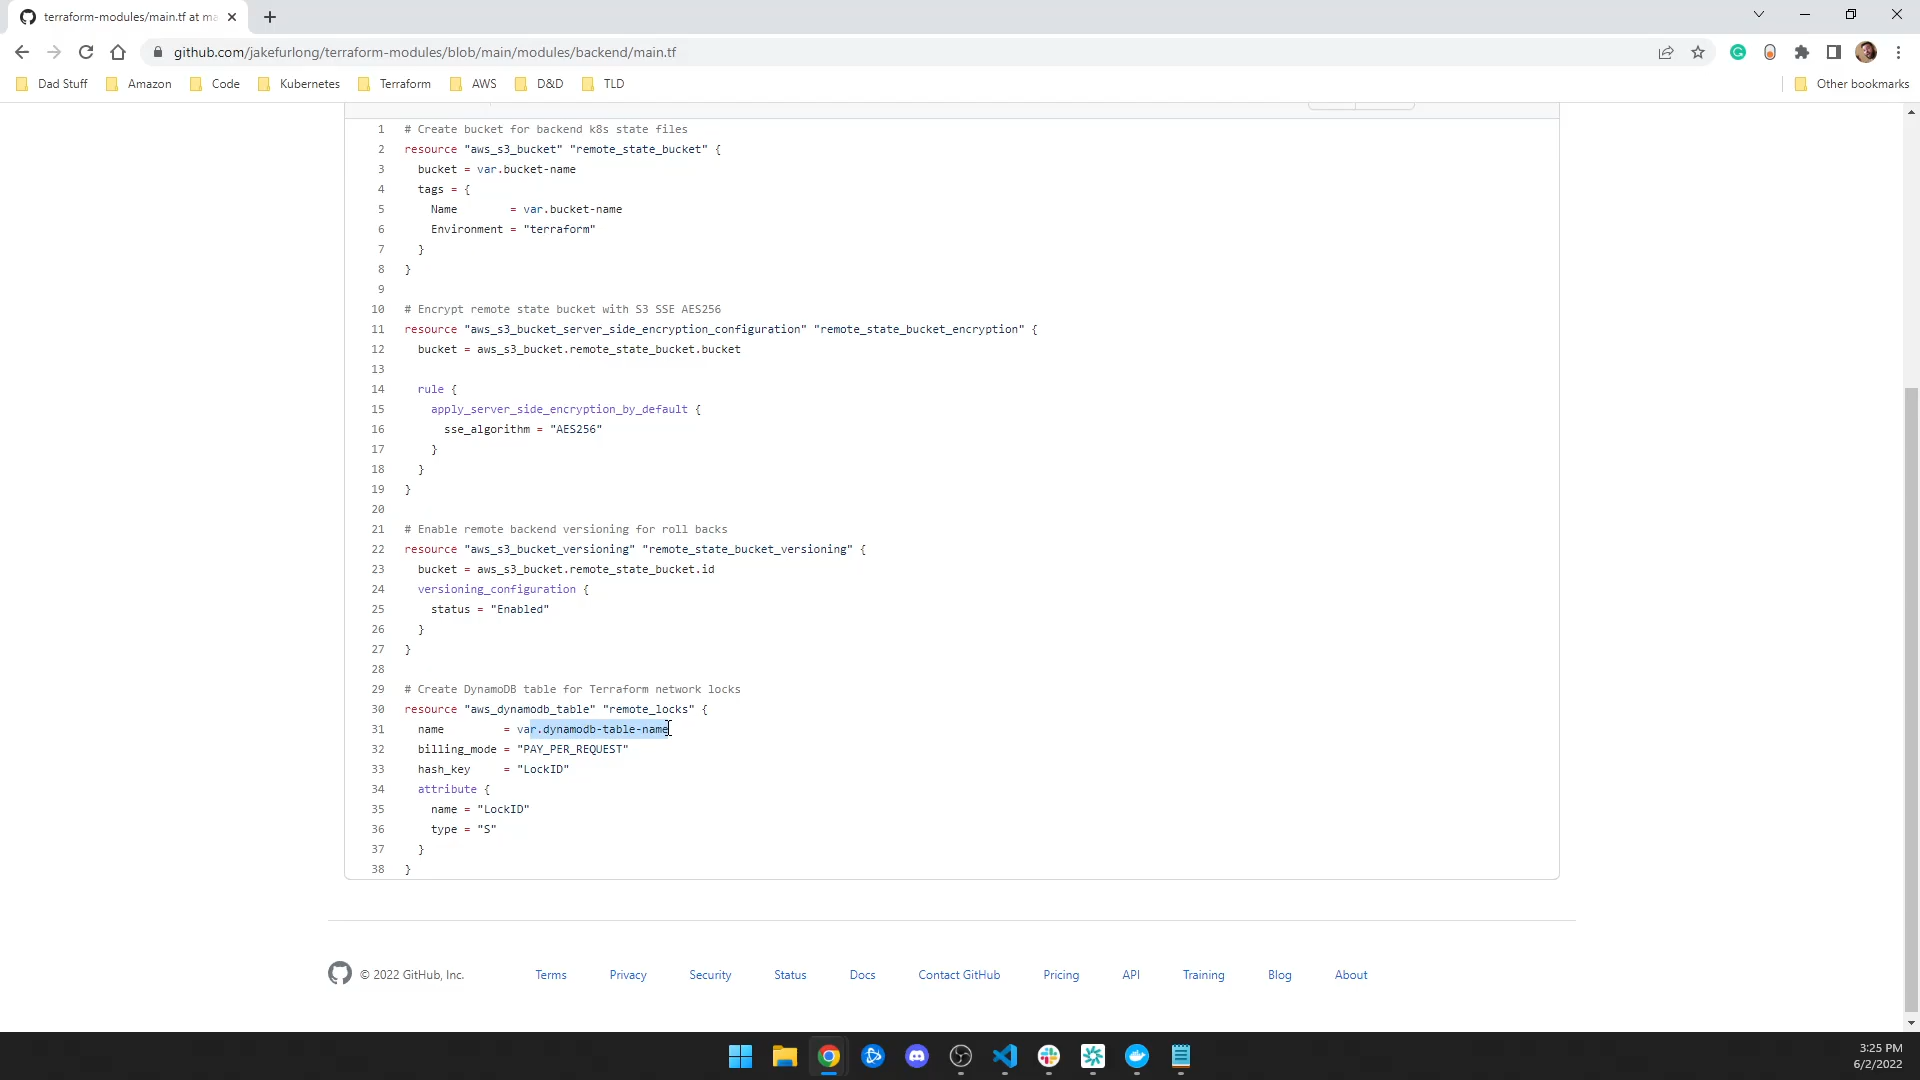 terraform-modules/main.tf at ma
github.com/jakefurlong/terraform-modules/blob/main/modules/backend/main.tf
Dad Stuff Amazon Code Kubernetes Terraform AWS D&D TLD Other bookmarks
1 # Create bucket for backend k8s state files
2 resource "aws_s3_bucket" "remote_state_bucket" {
3 bucket = var.bucket-name
4 tags = {
5 Name = var.bucket-name
6 Environment = "terraform"
7 }
8 }
9
10 # Encrypt remote state bucket with S3 SSE AES256
11 resource "aws_s3_bucket_server_side_encryption_configuration" "remote_state_bucket_encryption" {
12 bucket = aws_s3_bucket.remote_state_bucket.bucket
13
14 rule {
15 apply_server_side_encryption_by_default {
16 sse_algorithm = "AES256"
17 }
18 }
19 }
20
21 # Enable remote backend versioning for roll backs
22 resource "aws_s3_bucket_versioning" "remote_state_bucket_versioning" {
23 bucket = aws_s3_bucket.remote_state_bucket.id
24 versioning_configuration {
25 status = "Enabled"
26 }
27 }
28
29 # Create DynamoDB table for Terraform network locks
30 resource "aws_dynamodb_table" "remote_locks" {
31 name = var.dynamodb-table-name
32 billing_mode = "PAY_PER_REQUEST"
33 hash_key = "LockID"
34 attribute {
35 name = "LockID"
36 type = "S"
37 }
38 }
© 2022 GitHub, Inc. Terms Privacy Security Status Docs Contact GitHub Pricing API Training Blog About
3:25 PM
6/2/2022